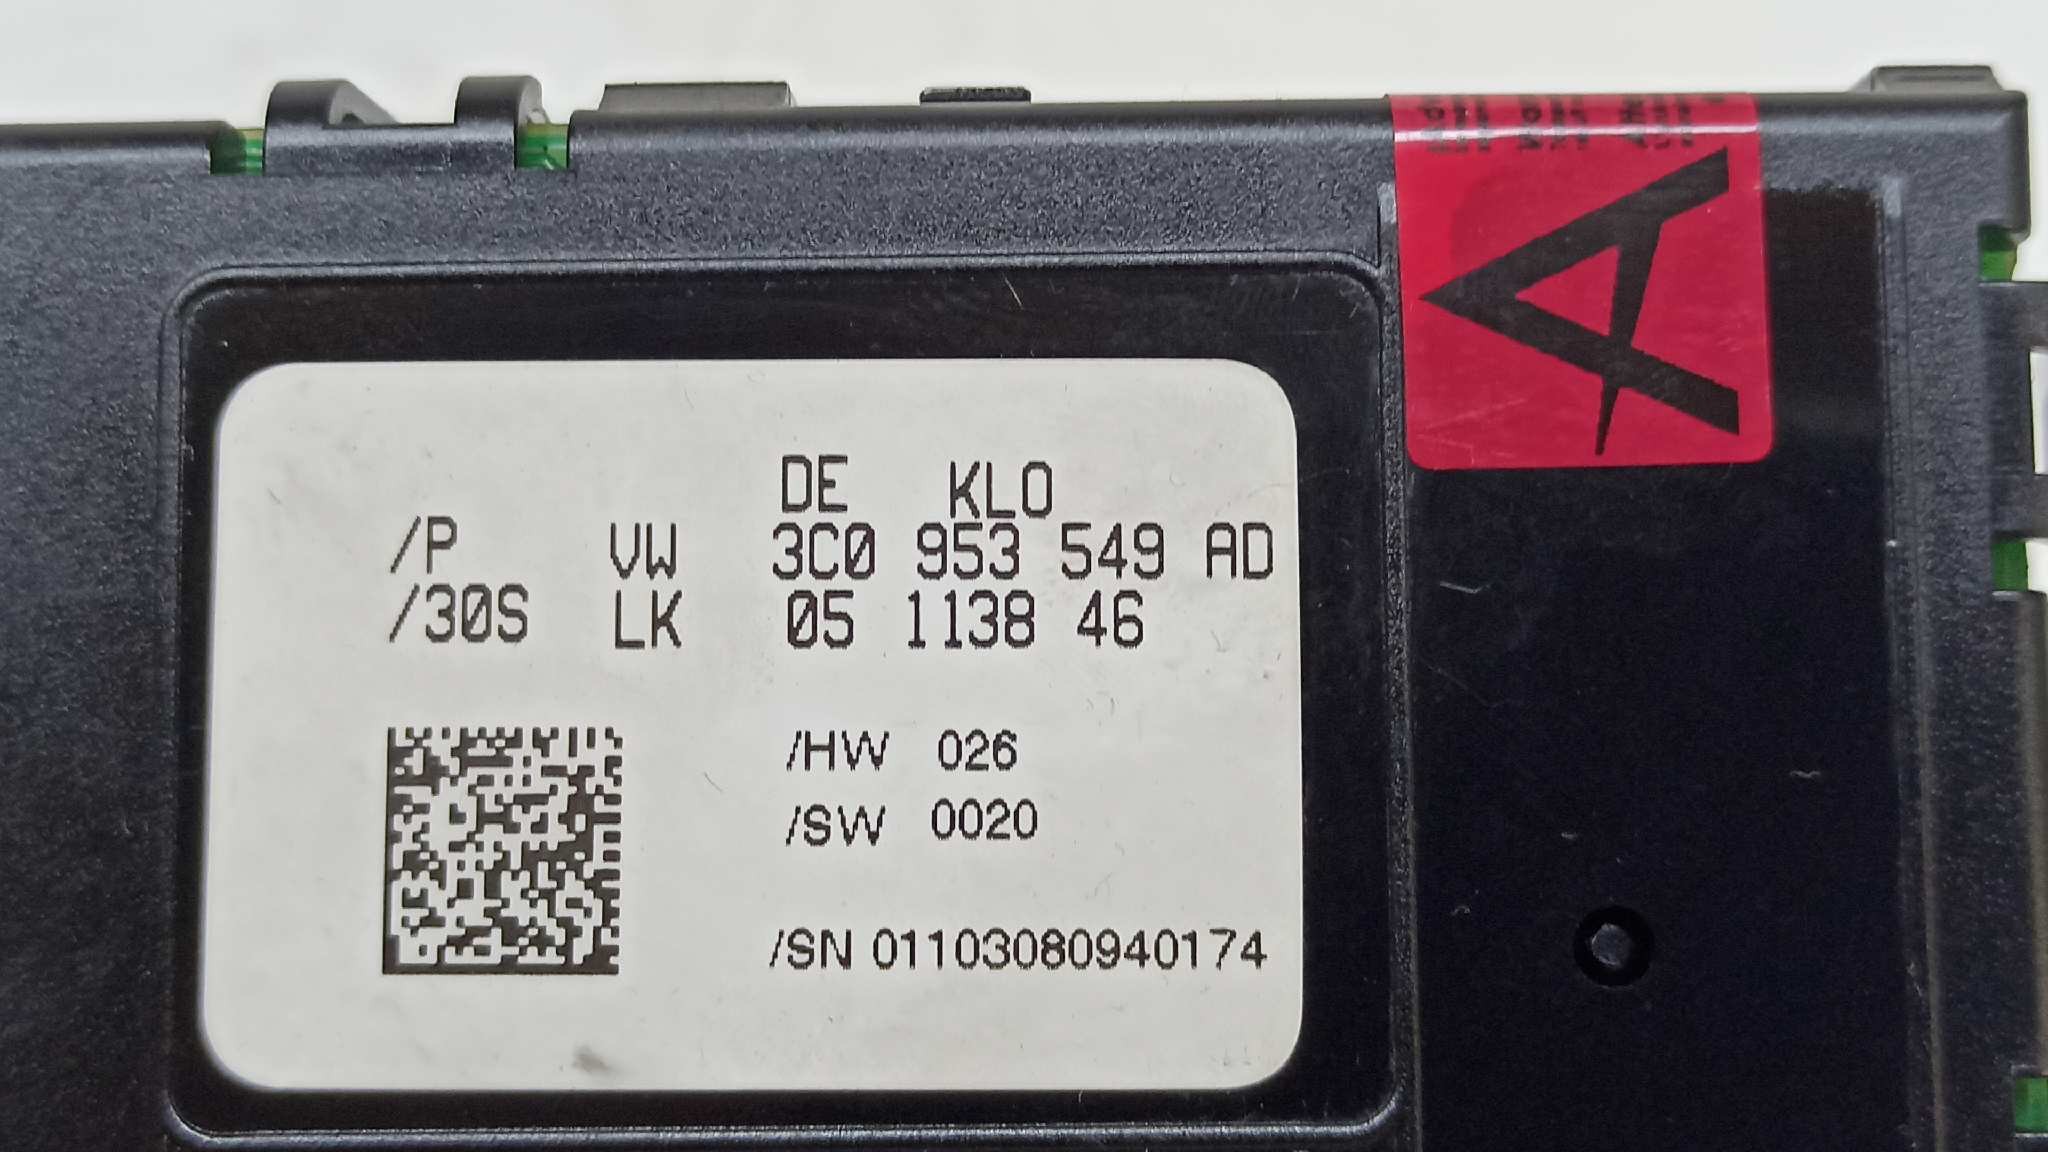 DE KLO
/P VW 3C0 953 549 AD
/30S LK 05 1138 46
/HW 026
/SW 0020
/SN 01103080940174
A